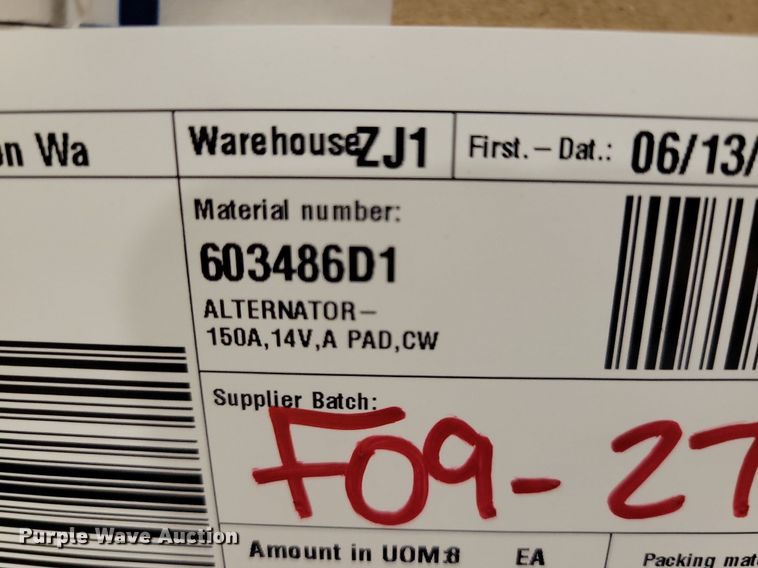 on Wa
Warehouse ZJ1
First.-Dat.: 06/13/
Material number:
603486D1
ALTERNATOR-
150A,14V,A PAD,CW
Supplier Batch:
F09-27
Amount in UOM:8 EA
Packing mat
Purple Wave Auction